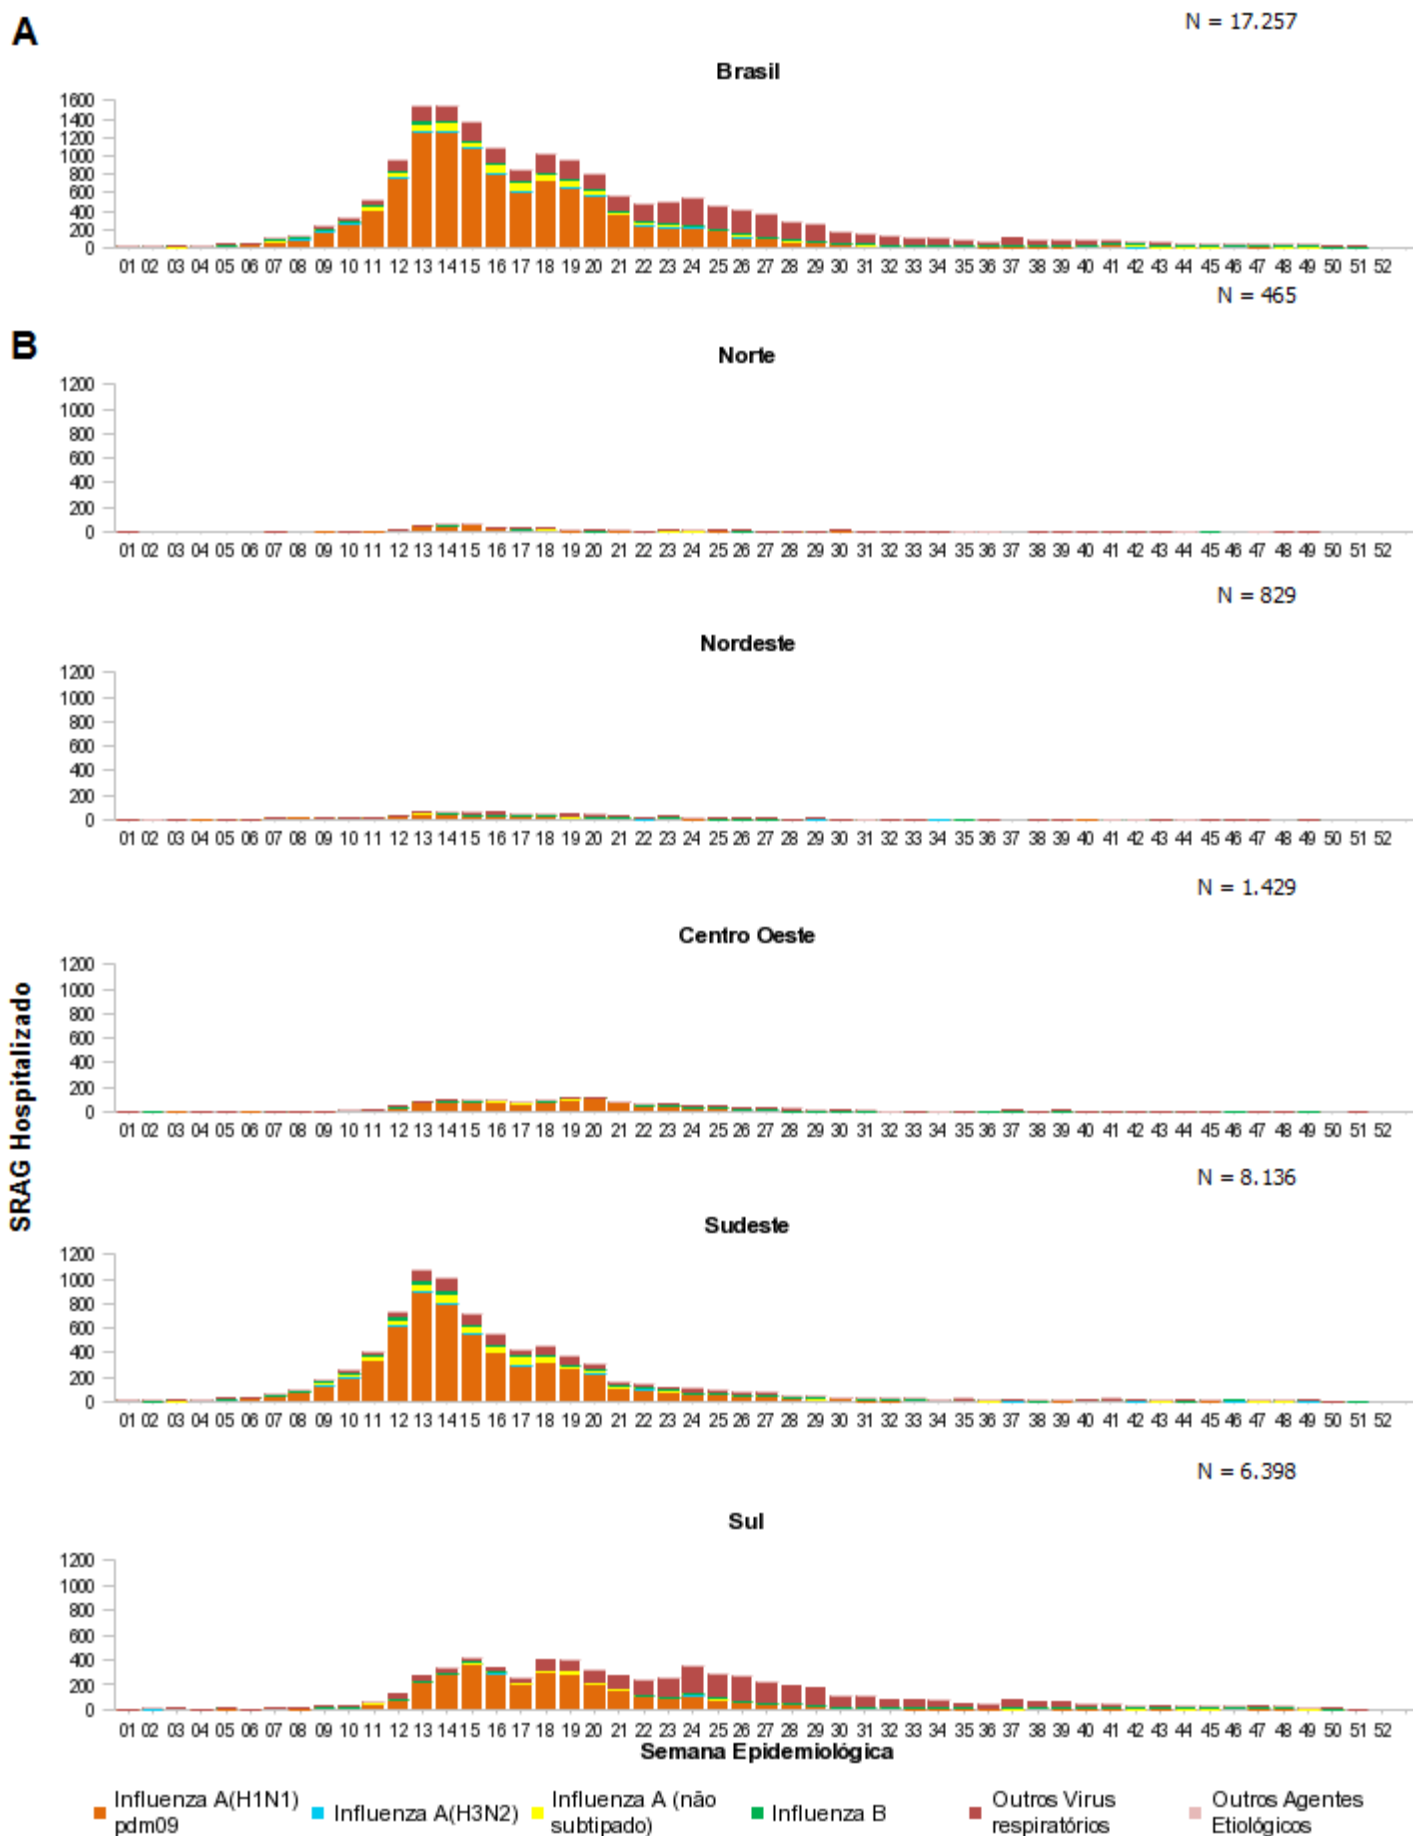 A
N = 17.257
Brasil
1600
1400
1200
1000
800
600
400
200
0
01 02 03 04 05 06 07 08 09 10 11 12 13 14 15 16 17 18 19 20 21 22 23 24 25 26 27 28 29 30 31 32 33 34 35 36 37 38 39 40 41 42 43 44 45 46 47 48 49 50 51 52
N = 465
B
Norte
1200
1000
800
600
400
200
0
01 02 03 04 05 06 07 08 09 10 11 12 13 14 15 16 17 18 19 20 21 22 23 24 25 26 27 28 29 30 31 32 33 34 35 36 37 38 39 40 41 42 43 44 45 46 47 48 49 50 51 52
N = 829
Nordeste
1200
1000
800
600
400
200
0
01 02 03 04 05 06 07 08 09 10 11 12 13 14 15 16 17 18 19 20 21 22 23 24 25 26 27 28 29 30 31 32 33 34 35 36 37 38 39 40 41 42 43 44 45 46 47 48 49 50 51 52
N = 1.429
Centro Oeste
1200
1000
800
600
400
200
0
01 02 03 04 05 06 07 08 09 10 11 12 13 14 15 16 17 18 19 20 21 22 23 24 25 26 27 28 29 30 31 32 33 34 35 36 37 38 39 40 41 42 43 44 45 46 47 48 49 50 51 52
SRAG Hospitalizado
N = 8.136
Sudeste
1200
1000
800
600
400
200
0
01 02 03 04 05 06 07 08 09 10 11 12 13 14 15 16 17 18 19 20 21 22 23 24 25 26 27 28 29 30 31 32 33 34 35 36 37 38 39 40 41 42 43 44 45 46 47 48 49 50 51 52
N = 6.398
Sul
1200
1000
800
600
400
200
0
01 02 03 04 05 06 07 08 09 10 11 12 13 14 15 16 17 18 19 20 21 22 23 24 25 26 27 28 29 30 31 32 33 34 35 36 37 38 39 40 41 42 43 44 45 46 47 48 49 50 51 52
Semana Epidemiológica
Influenza A(H1N1)
pdm09
Influenza A(H3N2)
Influenza A (não
subtipado)
Influenza B
Outros Virus
respiratórios
Outros Agentes
Etiológicos